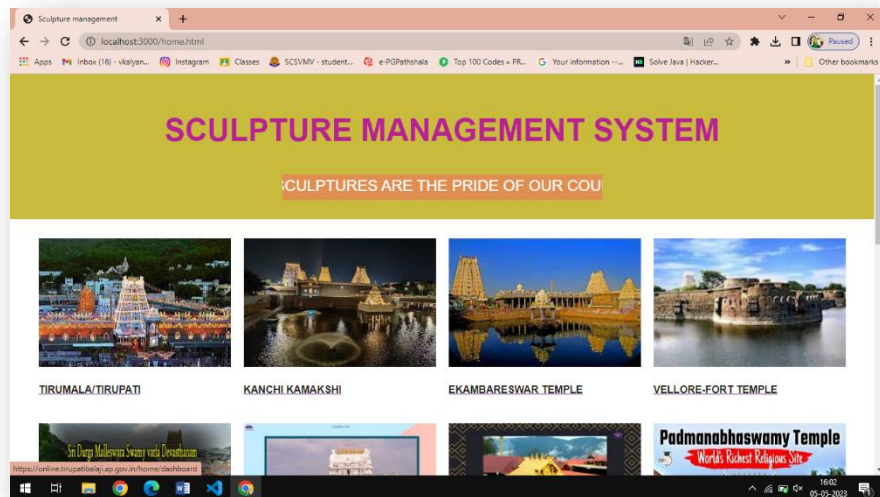 Sculpture management
localhost:3000/home.html
Paused
Apps
Inbox (16) - vkalyan...
Instagram
Classes
SCSVMV - student...
e-PGPathshala
Top 100 Codes = PR...
Your information --...
Solve Java | Hacker...
»
Other bookmarks
SCULPTURE MANAGEMENT SYSTEM
SCULPTURES ARE THE PRIDE OF OUR COU
TIRUMALA/TIRUPATI
KANCHI KAMAKSHI
EKAMBARESWAR TEMPLE
VELLORE-FORT TEMPLE
Sri Durga Malleswara Swamy varla Devasthanam
Padmanabhaswamy Temple
World's Richest Religious Site
https://online.tirupatibalaji.ap.gov.in/home/dashboard
16:02
05-05-2023